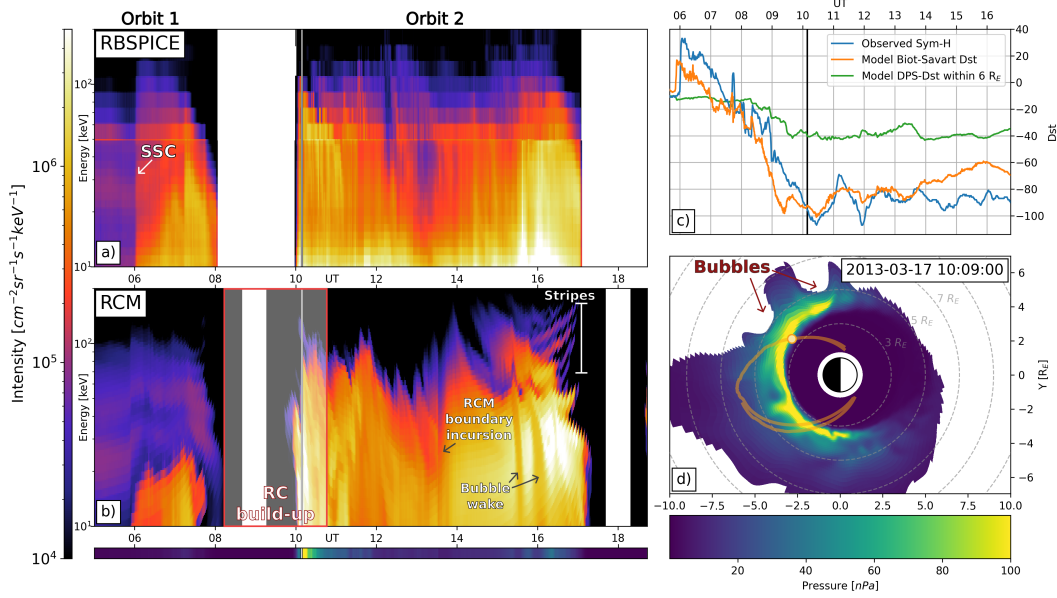 Orbit 1
Orbit 2
RBSPICE
SSC
a)
Energy [keV]
10²
10¹
06
08
10
UT
12
14
16
18
RCM
Stripes
RCM
boundary
incursion
Bubble
wake
RC
build-up
b)
Energy [keV]
10²
10¹
06
08
10
UT
12
14
16
18
Intensity [cm⁻²sr⁻¹s⁻¹keV⁻¹]
10⁶
10⁵
10⁴
UT
06
07
08
09
10
11
12
13
14
15
16
Observed Sym-H
Model Biot-Savart Dst
Model DPS-Dst within 6 R_E
40
20
0
−20
−40
−60
−80
−100
Dst
c)
Bubbles
2013-03-17 10:09:00
7 R_E
5 R_E
3 R_E
6
4
2
0
−2
−4
−6
Y [R_E]
d)
−10.0
−7.5
−5.0
−2.5
0.0
2.5
5.0
7.5
10.0
20
40
60
80
100
Pressure [nPa]